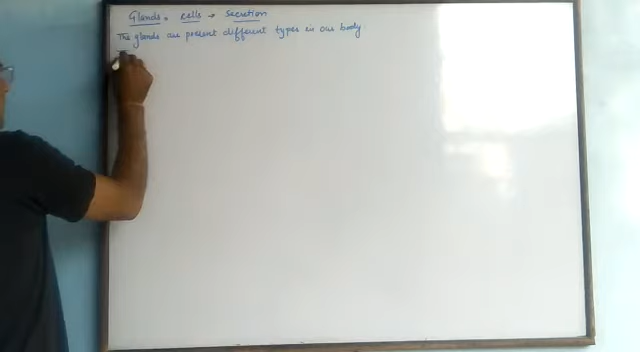 Glands → cells → Secretion
The glands are present different types in our body